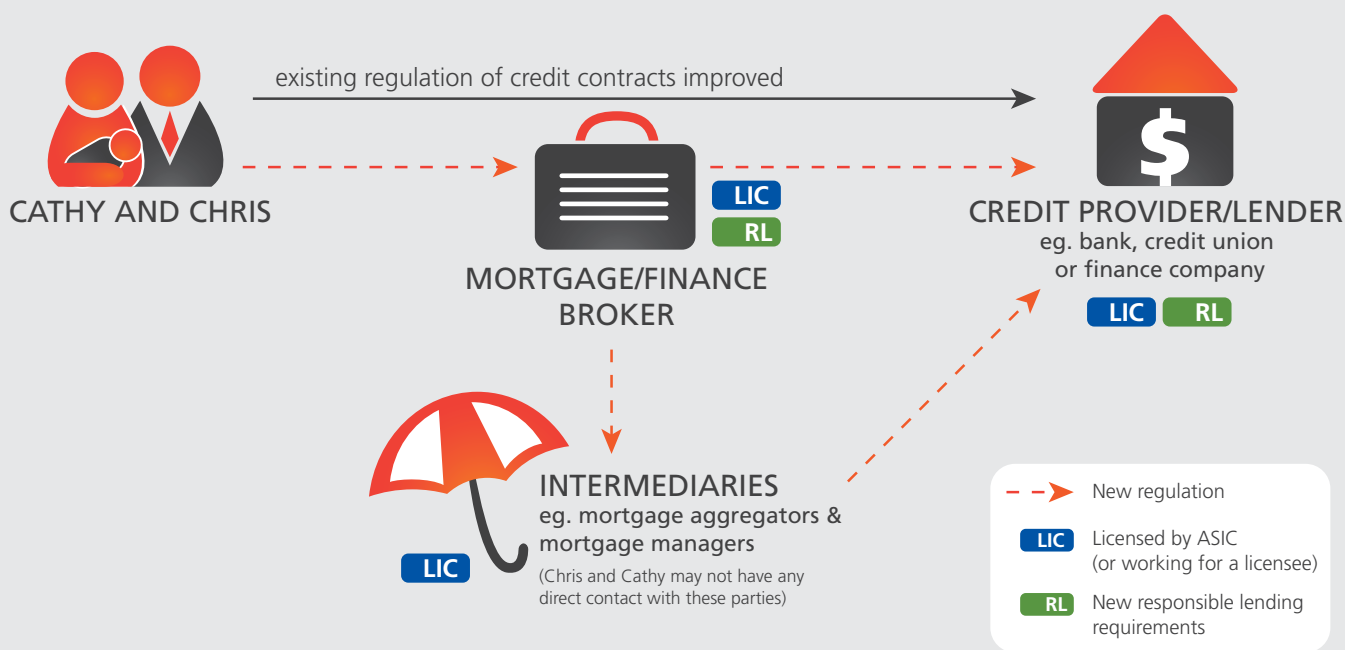 existing regulation of credit contracts improved
CATHY AND CHRIS
LIC
RL
MORTGAGE/FINANCE
BROKER
$
CREDIT PROVIDER/LENDER
eg. bank, credit union
or finance company
LIC RL
INTERMEDIARIES
eg. mortgage aggregators &
mortgage managers
(Chris and Cathy may not have any
direct contact with these parties)
LIC
New regulation
LIC Licensed by ASIC
(or working for a licensee)
RL New responsible lending
requirements